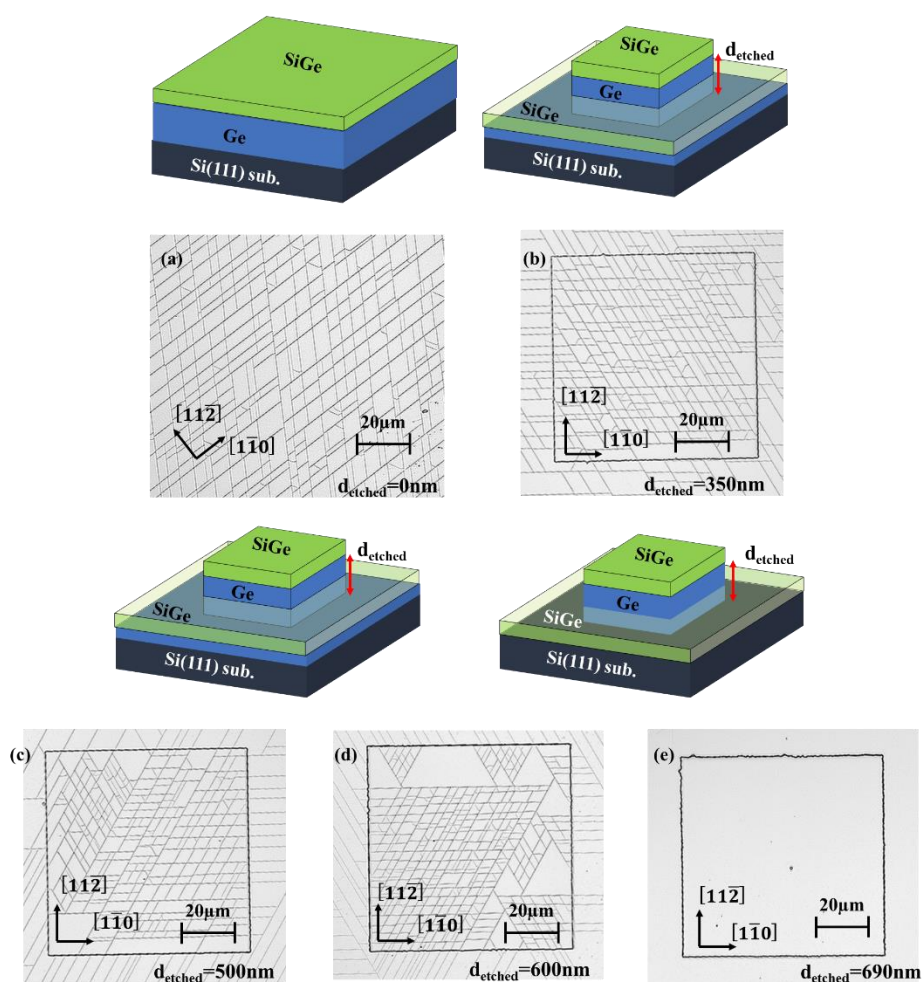 SiGe
Ge
Si(111) sub.
SiGe
d_etched
Ge
SiGe
Si(111) sub.
(a)
[112̅]
[11̅0]
20µm
d_etched=0nm
(b)
[112̅]
[11̅0]
20µm
d_etched=350nm
SiGe
d_etched
Ge
SiGe
Si(111) sub.
SiGe
d_etched
Ge
SiGe
Si(111) sub.
(c)
[112̅]
[11̅0]
20µm
d_etched=500nm
(d)
[112̅]
[11̅0]
20µm
d_etched=600nm
(e)
[112̅]
[11̅0]
20µm
d_etched=690nm